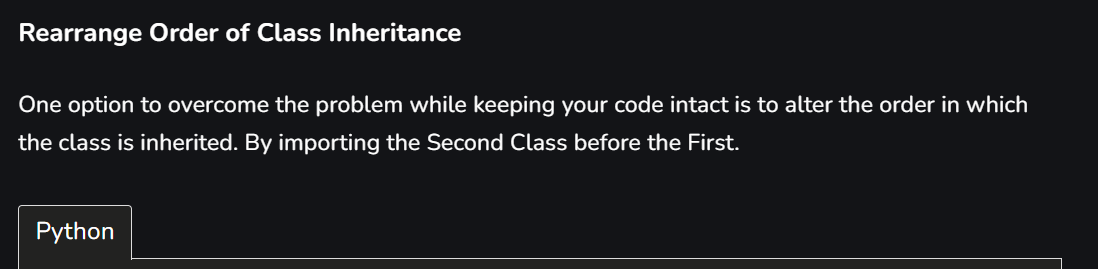 Rearrange Order of Class Inheritance
One option to overcome the problem while keeping your code intact is to alter the order in which
the class is inherited. By importing the Second Class before the First.
Python